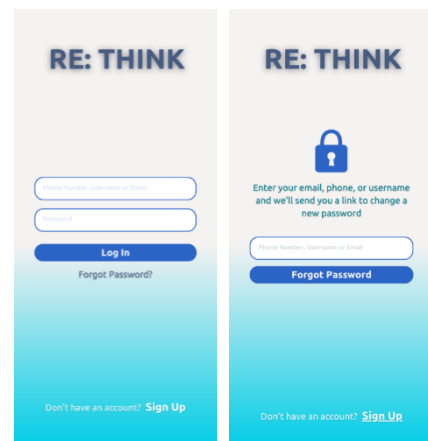 RE: THINK
Phone Number, Username or Email
Password
Log In
Forgot Password?
Don't have an account? Sign Up
RE: THINK
Enter your email, phone, or username
and we'll send you a link to change a
new password
Phone Number, Username or Email
Forgot Password
Don't have an account? Sign Up